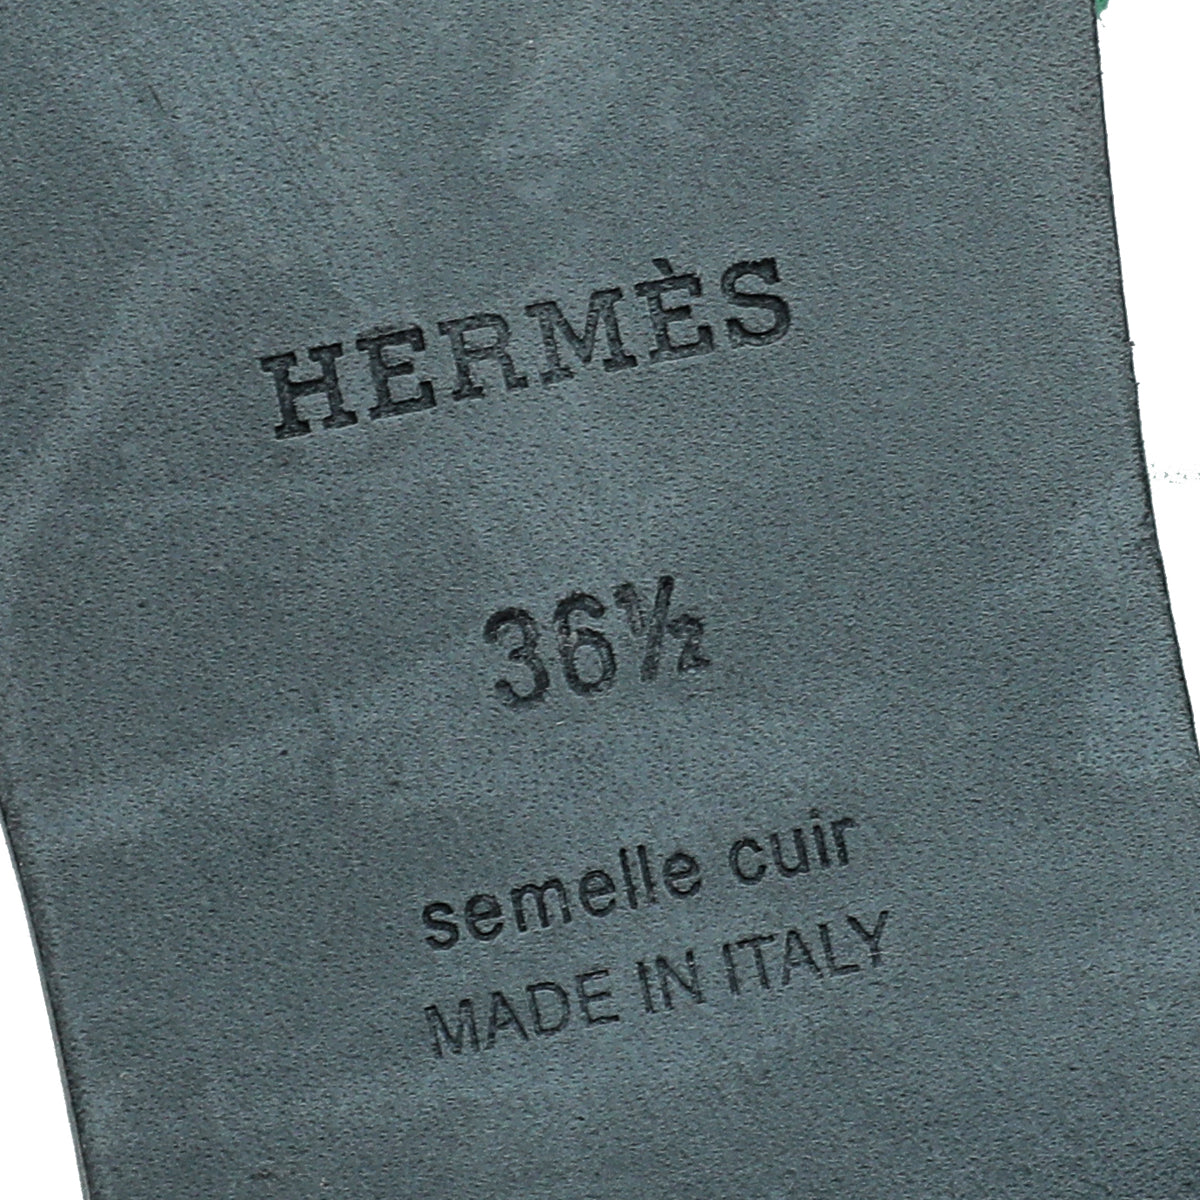 HERMÈS
36½
semelle cuir
MADE IN ITALY